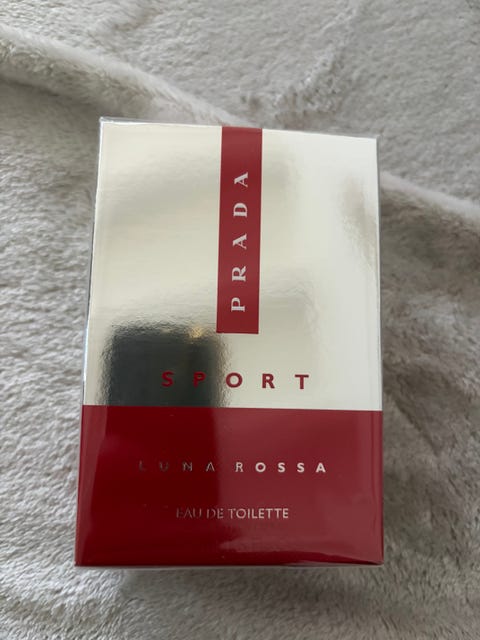 PRADA
SPORT
LUNA ROSSA
EAU DE TOILETTE